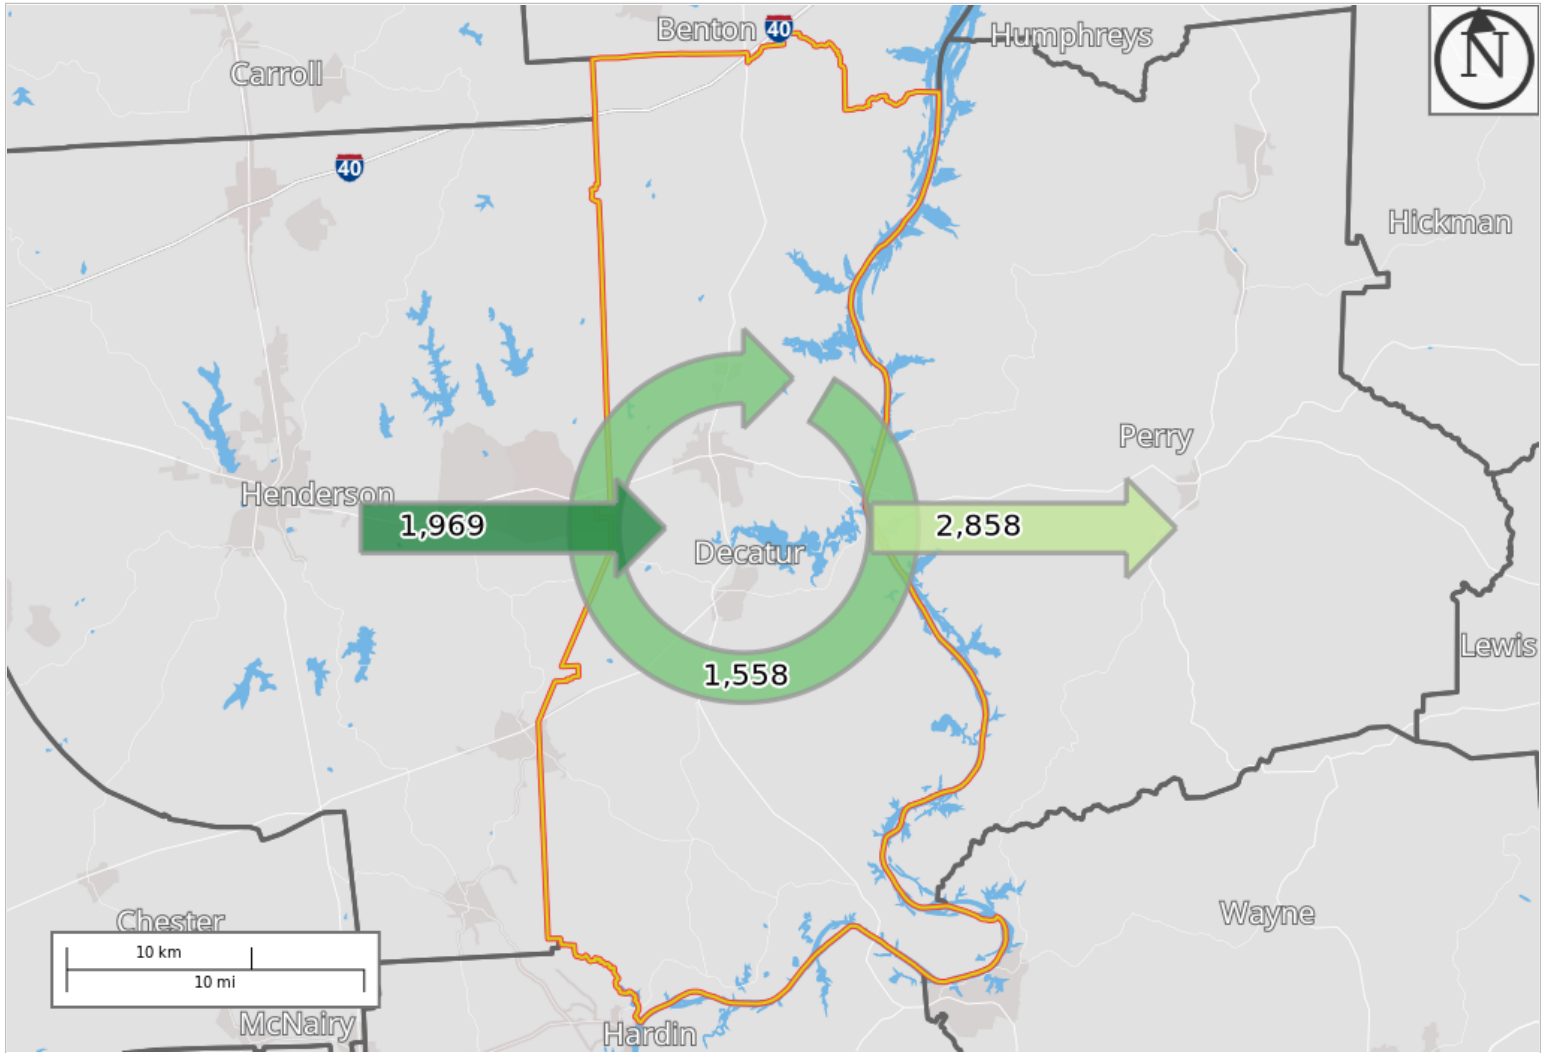 Benton
40
Humphreys
N
Carroll
40
Hickman
Perry
Henderson
1,969
2,858
Decatur
Lewis
1,558
Chester
Wayne
10 km
10 mi
McNairy
Hardin